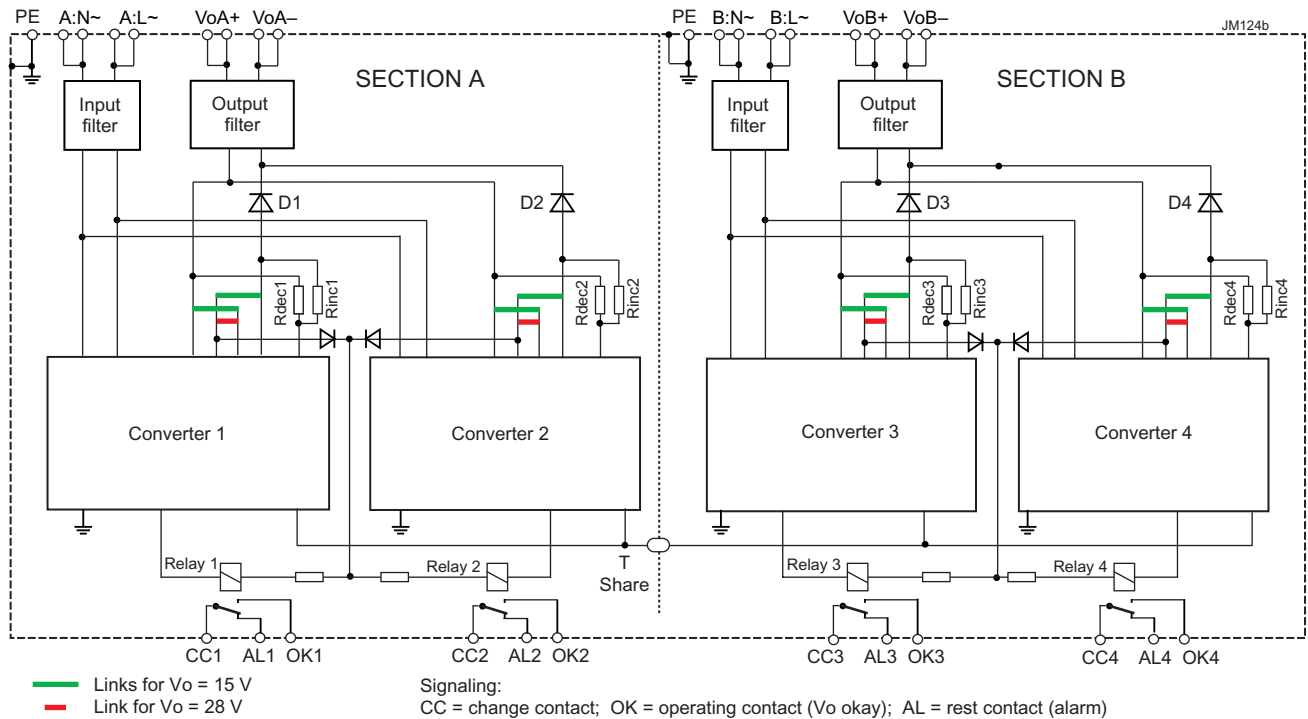 PE A:N~ A:L~ VoA+ VoA– PE B:N~ B:L~ VoB+ VoB–
JM124b
SECTION A
SECTION B
Input
filter
Output
filter
Input
filter
Output
filter
D1
D2
D3
D4
Rdec1
Rinc1
Rdec2
Rinc2
Rdec3
Rinc3
Rdec4
Rinc4
Converter 1
Converter 2
Converter 3
Converter 4
Relay 1
Relay 2
T
Share
Relay 3
Relay 4
CC1 AL1 OK1 CC2 AL2 OK2 CC3 AL3 OK3 CC4 AL4 OK4
Links for Vo = 15 V
Link for Vo = 28 V
Signaling:
CC = change contact; OK = operating contact (Vo okay); AL = rest contact (alarm)